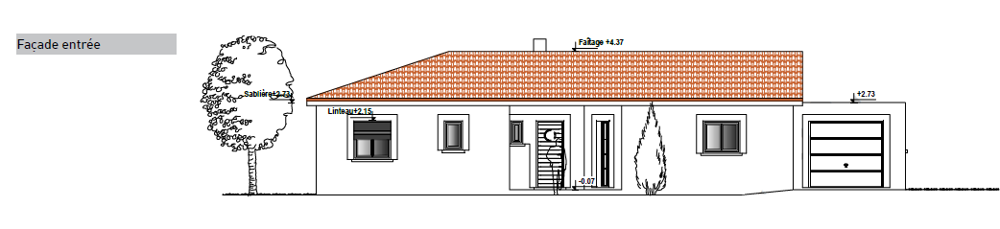 Façade entrée
Faîtage +4.37
Sablière+2.73
+2.73
Linteau+2.15
-0.07